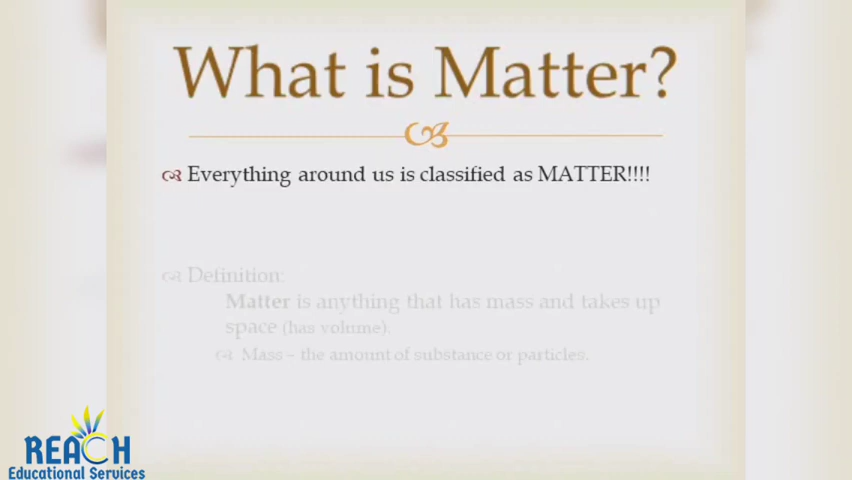 What is Matter?
Everything around us is classified as MATTER!!!!
Definition:
Matter is anything that has mass and takes up
space (has volume).
Mass – the amount of substance or particles.
REACH
Educational Services